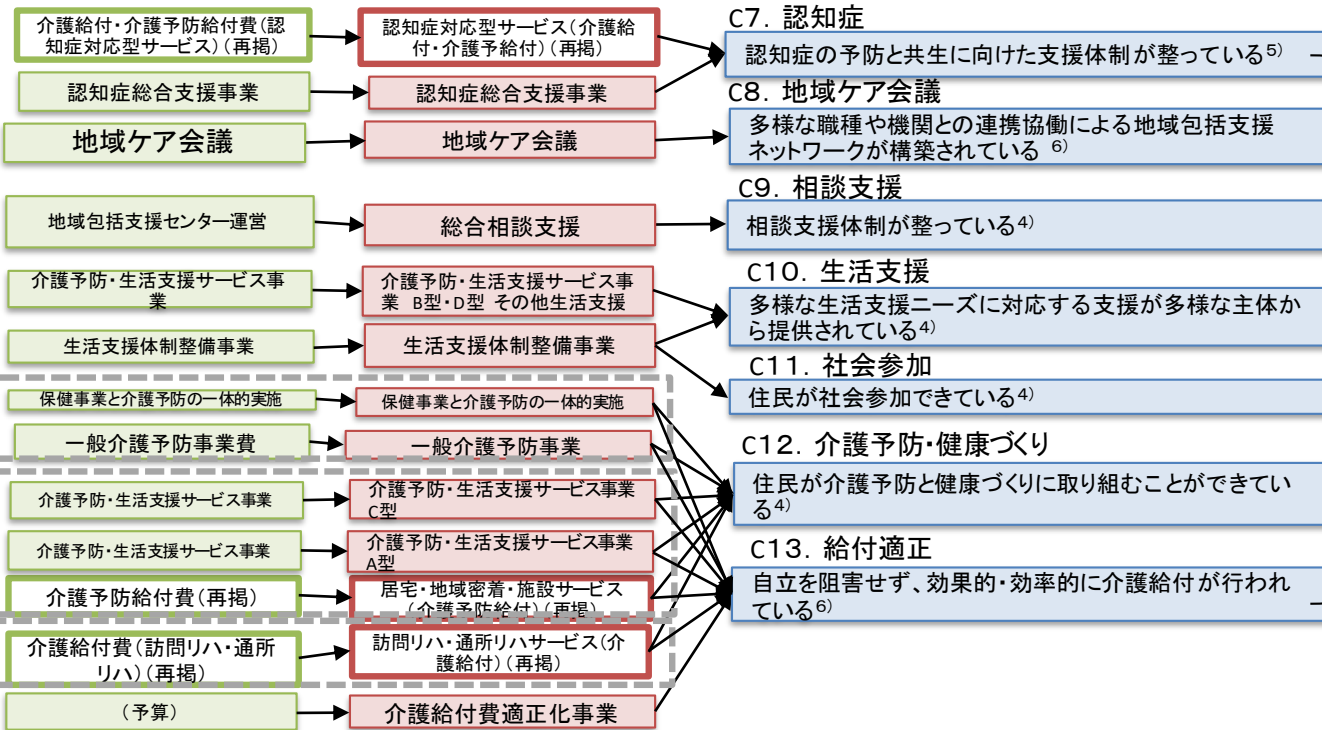 介護給付・介護予防給付費(認
知症対応型サービス)(再掲)
認知症対応型サービス(介護給
付・介護予給付)(再掲)
C7. 認知症
認知症の予防と共生に向けた支援体制が整っている5)
認知症総合支援事業
認知症総合支援事業
C8. 地域ケア会議
地域ケア会議
地域ケア会議
多様な職種や機関との連携協働による地域包括支援
ネットワークが構築されている 6)
C9. 相談支援
地域包括支援センター運営
総合相談支援
相談支援体制が整っている4)
C10. 生活支援
介護予防・生活支援サービス事
業
介護予防・生活支援サービス事
業 B型・D型 その他生活支援
多様な生活支援ニーズに対応する支援が多様な主体か
ら提供されている4)
生活支援体制整備事業
生活支援体制整備事業
C11. 社会参加
住民が社会参加できている4)
保健事業と介護予防の一体的実施
保健事業と介護予防の一体的実施
一般介護予防事業費
一般介護予防事業
C12. 介護予防・健康づくり
住民が介護予防と健康づくりに取り組むことができてい
る4)
介護予防・生活支援サービス事業
介護予防・生活支援サービス事業
C型
介護予防・生活支援サービス事業
介護予防・生活支援サービス事業
A型
C13. 給付適正
自立を阻害せず、効果的・効率的に介護給付が行われ
ている6)
介護予防給付費(再掲)
居宅・地域密着・施設サービス
(介護予防給付)(再掲)
介護給付費(訪問リハ・通所
リハ)(再掲)
訪問リハ・通所リハサービス(介
護給付)(再掲)
(予算)
介護給付費適正化事業